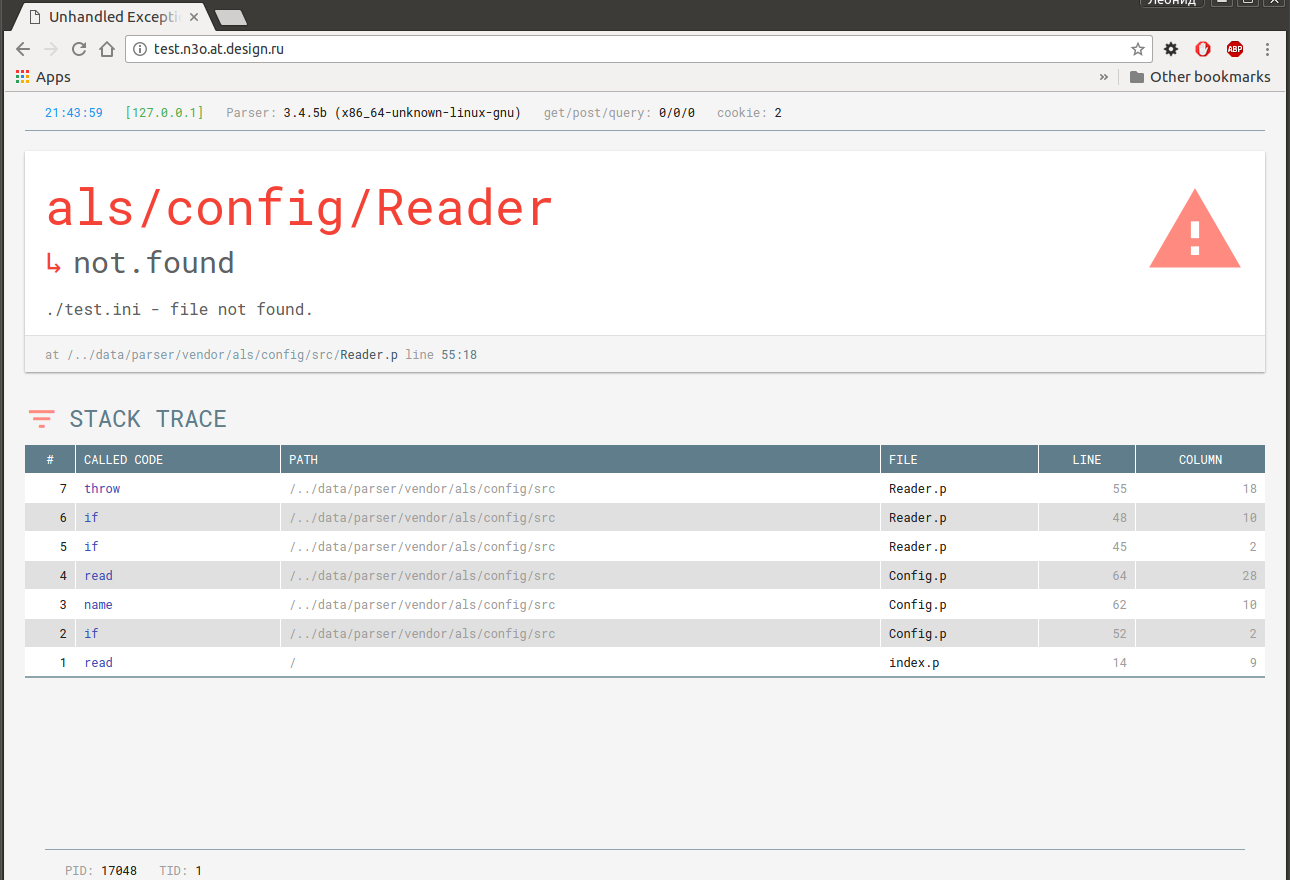 Леонид
Unhandled Excepti
test.n3o.at.design.ru
ABP
Apps
» Other bookmarks
21:43:59 [127.0.0.1] Parser: 3.4.5b (x86_64-unknown-linux-gnu) get/post/query: 0/0/0 cookie: 2
als/config/Reader
↳ not.found
./test.ini - file not found.
at /../data/parser/vendor/als/config/src/Reader.p line 55:18
STACK TRACE
# CALLED CODE PATH FILE LINE COLUMN
7 throw /../data/parser/vendor/als/config/src Reader.p 55 18
6 if /../data/parser/vendor/als/config/src Reader.p 48 10
5 if /../data/parser/vendor/als/config/src Reader.p 45 2
4 read /../data/parser/vendor/als/config/src Config.p 64 28
3 name /../data/parser/vendor/als/config/src Config.p 62 10
2 if /../data/parser/vendor/als/config/src Config.p 52 2
1 read / index.p 14 9
PID: 17048 TID: 1